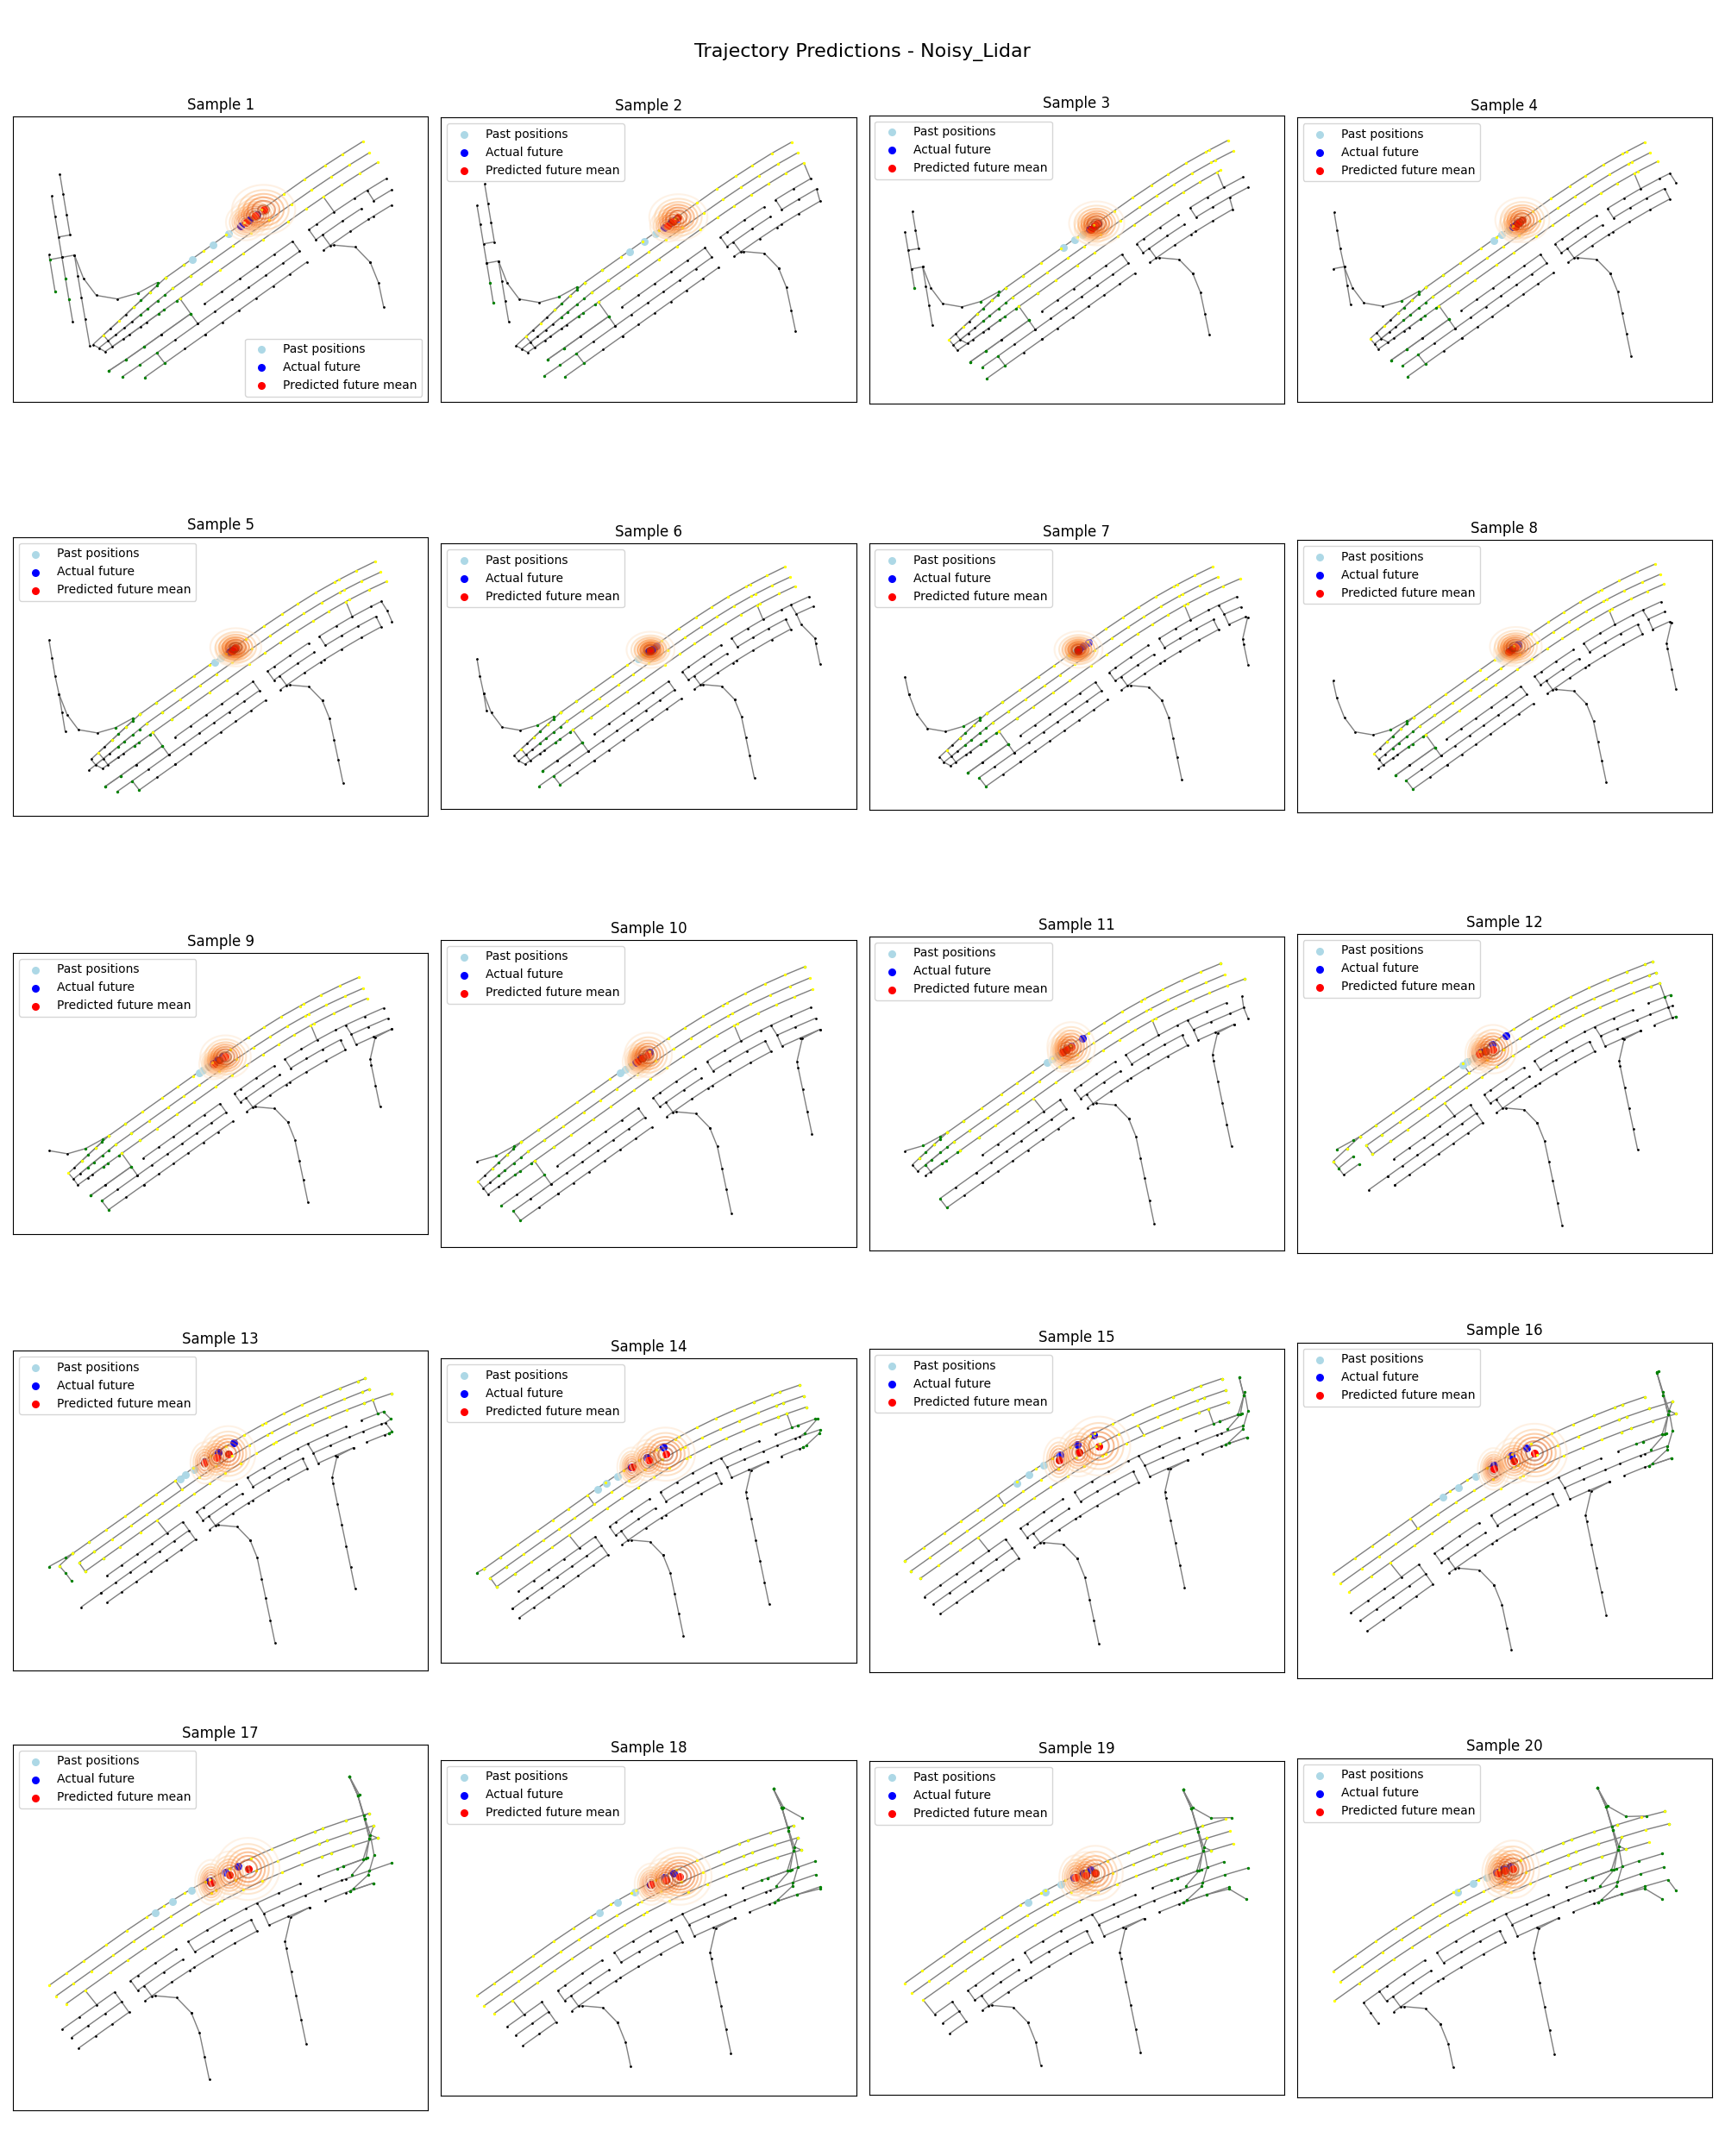 Trajectory Predictions - Noisy_Lidar
Sample 1
Past positions
Actual future
Predicted future mean
Sample 2
Past positions
Actual future
Predicted future mean
Sample 3
Past positions
Actual future
Predicted future mean
Sample 4
Past positions
Actual future
Predicted future mean
Sample 5
Past positions
Actual future
Predicted future mean
Sample 6
Past positions
Actual future
Predicted future mean
Sample 7
Past positions
Actual future
Predicted future mean
Sample 8
Past positions
Actual future
Predicted future mean
Sample 9
Past positions
Actual future
Predicted future mean
Sample 10
Past positions
Actual future
Predicted future mean
Sample 11
Past positions
Actual future
Predicted future mean
Sample 12
Past positions
Actual future
Predicted future mean
Sample 13
Past positions
Actual future
Predicted future mean
Sample 14
Past positions
Actual future
Predicted future mean
Sample 15
Past positions
Actual future
Predicted future mean
Sample 16
Past positions
Actual future
Predicted future mean
Sample 17
Past positions
Actual future
Predicted future mean
Sample 18
Past positions
Actual future
Predicted future mean
Sample 19
Past positions
Actual future
Predicted future mean
Sample 20
Past positions
Actual future
Predicted future mean